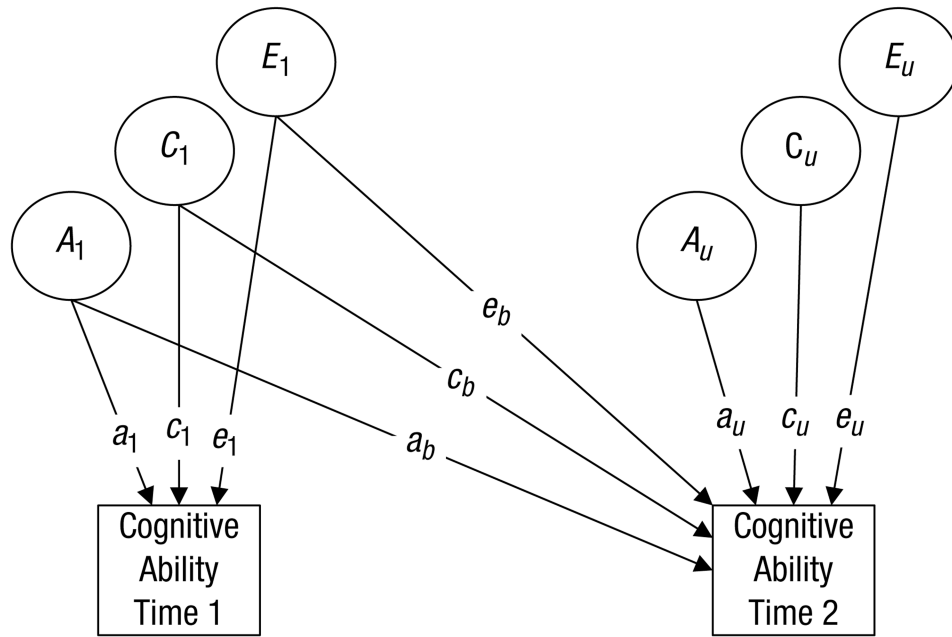 E1
Eu
C1
Cu
A1
Au
eb
cb
ab
a1
c1
e1
au
cu
eu
Cognitive
Ability
Time 1
Cognitive
Ability
Time 2